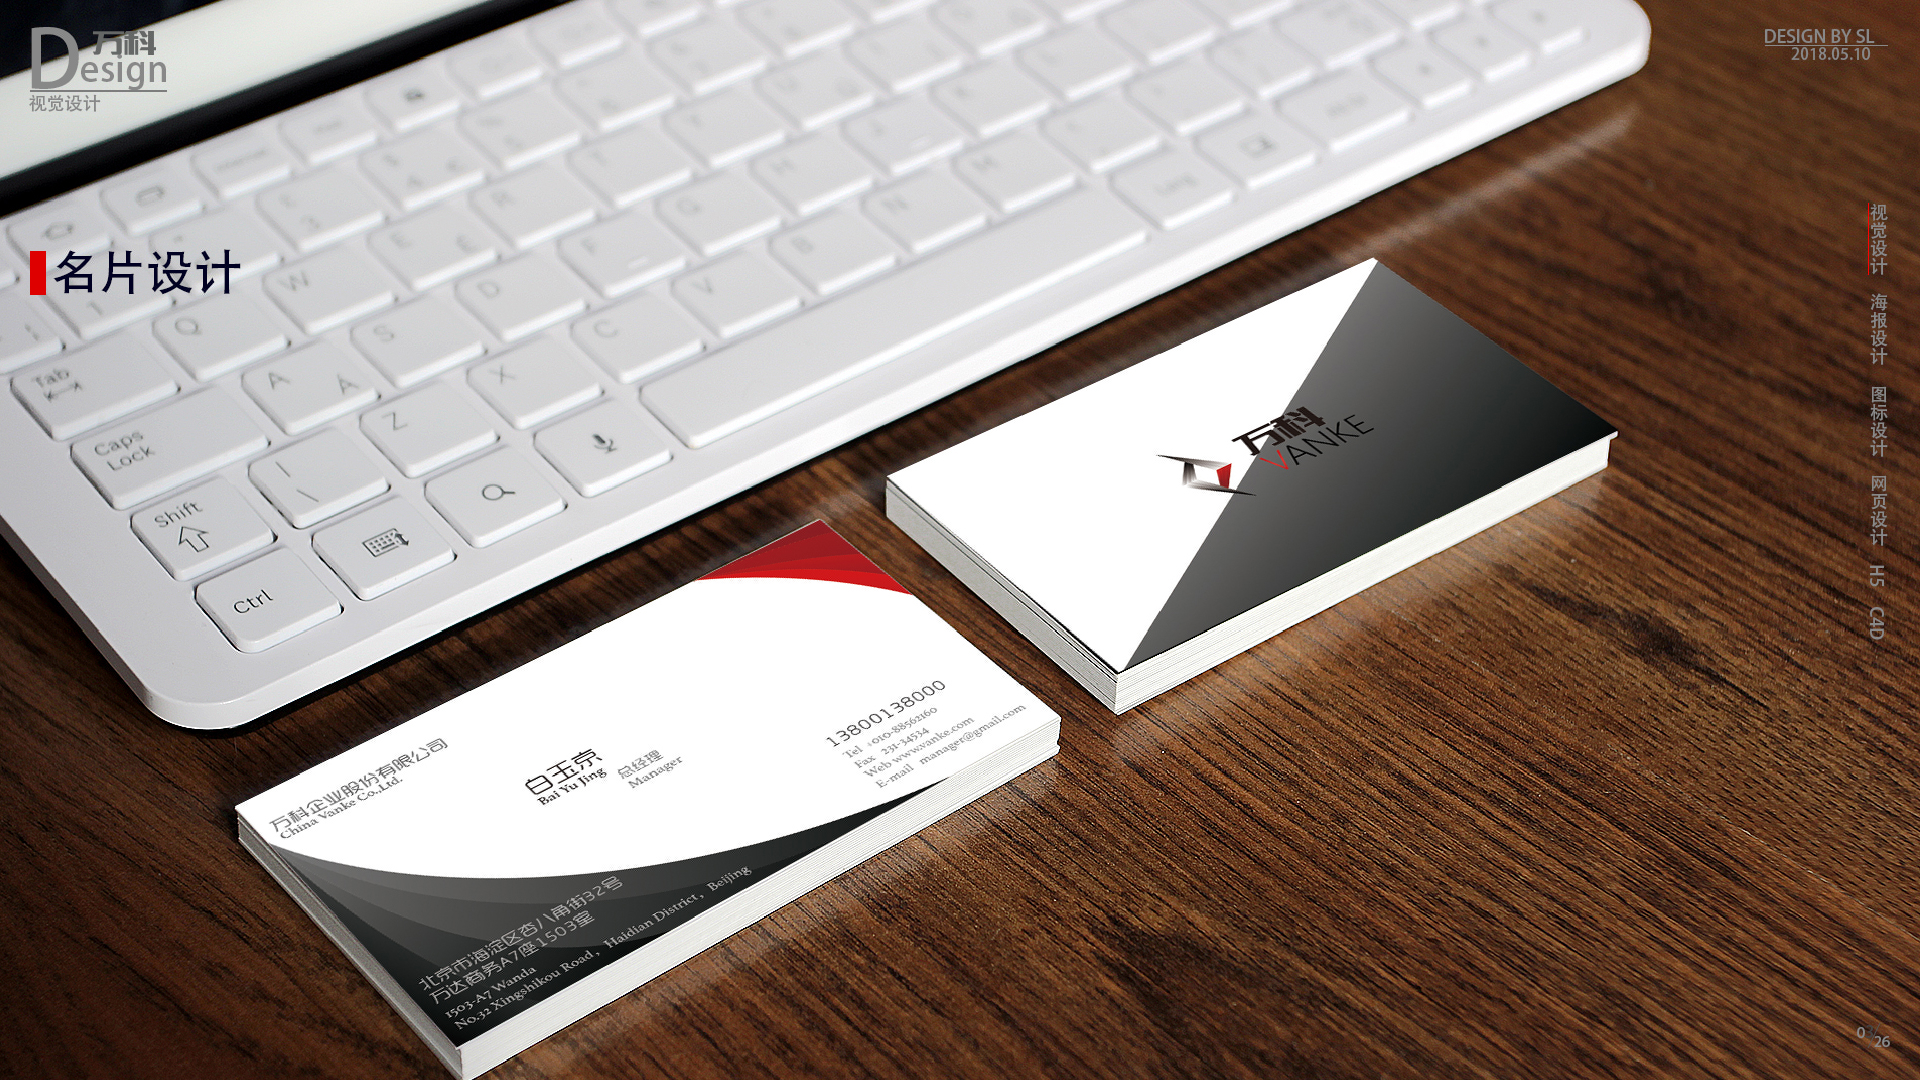 D
万科
esign
视觉设计
DESIGN BY SL
2018.05.10
名片设计
视觉设计
海报设计
图标设计
网页设计
H5
C4D
Tab
Caps
Lock
Shift
Ctrl
Q
W
A
A
S
D
Z
X
C
V
B
N
万科
VANKE
万科企业股份有限公司
China Vanke Co.,Ltd.
白玉京
Bai Yu Jing
总经理
Manager
13800138000
Tel +010-88562160
Fax 231-34534
Web www.vanke.com
E-mail manager@gmail.com
北京市海淀区杏八角街32号
万达商务A7座1503室
1503-A7 Wanda
No.32 Xingshikou Road, Haidian District, Beijing
26